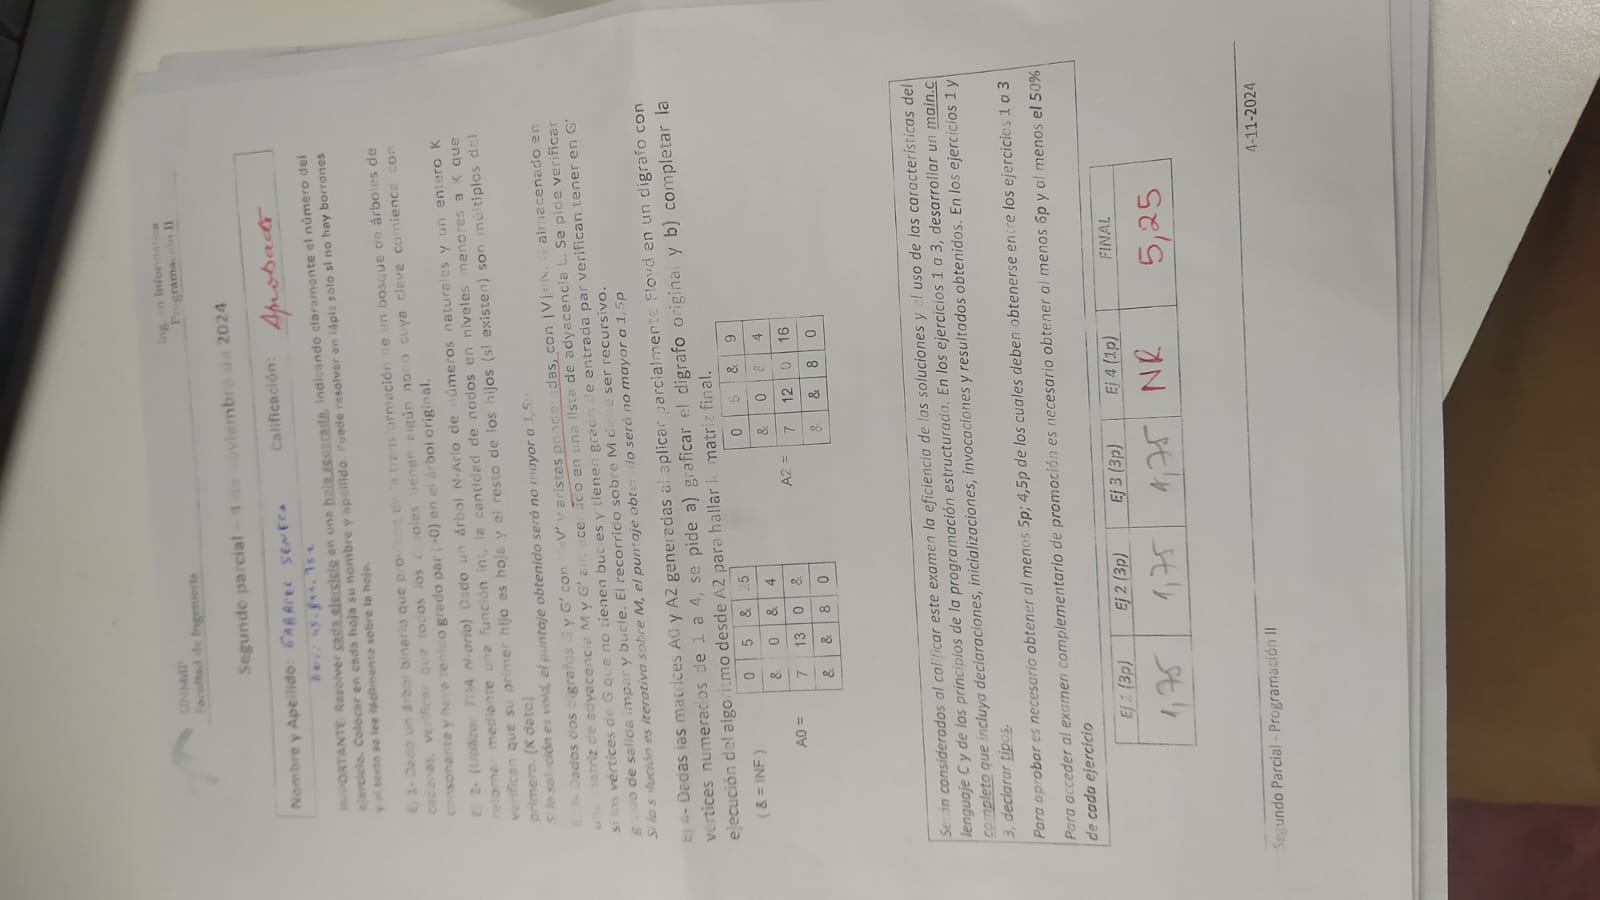 UNMdP
Facultad de Ingeniería
Ing. en Informática
Programación II
Segundo parcial – 4 de noviembre de 2024
Nombre y Apellido: GABRIEL SENECA
Calificación: Aprobado
IMPORTANTE: Resolver cada ejercicio en una hoja separada, indicando claramente el número del
ejercicio. Colocar en cada hoja su nombre y apellido. Puede resolver en lápiz solo si no hay borrones
y el texto se lee fácilmente sobre la hoja.
Ej 1- Dado un árbol binario que proviene de la transformación de un bosque de árboles de
cadenas, verificar que todos los árboles tienen algún nodo cuya clave comience con
consonante y haya tenido grado par (>0) en el árbol original.
Ej 2- (Utilizar TDA N-ario) Dado un árbol N-Ario de números naturales y un entero K
retornar mediante una función int, la cantidad de nodos en niveles menores a K que
verifican que su primer hijo es hoja y el resto de los hijos (si existen) son múltiplos del
primero. (K dato)
Si la solución es void, el puntaje obtenido será no mayor a 1,5p
Ej 3- Dados dos digrafos G y G' con V=V' y aristas ponderadas, con |V|=N, G almacenado en
una matriz de adyacencia M y G' almacenado en una lista de adyacencia L. Se pide verificar
si los vértices de G que no tienen bucles y tienen grado de entrada par verifican tener en G'
grado de salida impar y bucle. El recorrido sobre M debe ser recursivo.
Si la solución es iterativa sobre M, el puntaje obtenido será no mayor a 1,5p
Ej 4- Dadas las matrices A0 y A2 generadas al aplicar parcialmente Floyd en un digrafo con
vértices numerados de 1 a 4, se pide a) graficar el digrafo original y b) completar la
ejecución del algoritmo desde A2 para hallar la matriz final.
( & = INF )
A0 =
0 5 & 25
& 0 & 4
7 13 0 &
& & 8 0
A2 =
0 5 & 9
& 0 & 4
7 12 0 16
& & 8 0
Serán considerados al calificar este examen la eficiencia de las soluciones y el uso de las características del
lenguaje C y de los principios de la programación estructurada. En los ejercicios 1 a 3, desarrollar un main.c
completo que incluya declaraciones, inicializaciones, invocaciones y resultados obtenidos. En los ejercicios 1 y
3, declarar tipos.
Para aprobar es necesario obtener al menos 5p; 4,5p de los cuales deben obtenerse entre los ejercicios 1 a 3
Para acceder al examen complementario de promoción es necesario obtener al menos 6p y al menos el 50%
de cada ejercicio
Ej 1 (3p) Ej 2 (3p) Ej 3 (3p) Ej 4 (1p) FINAL
1,75 1,75 1,75 NR 5,25
Segundo Parcial - Programación II
4-11-2024